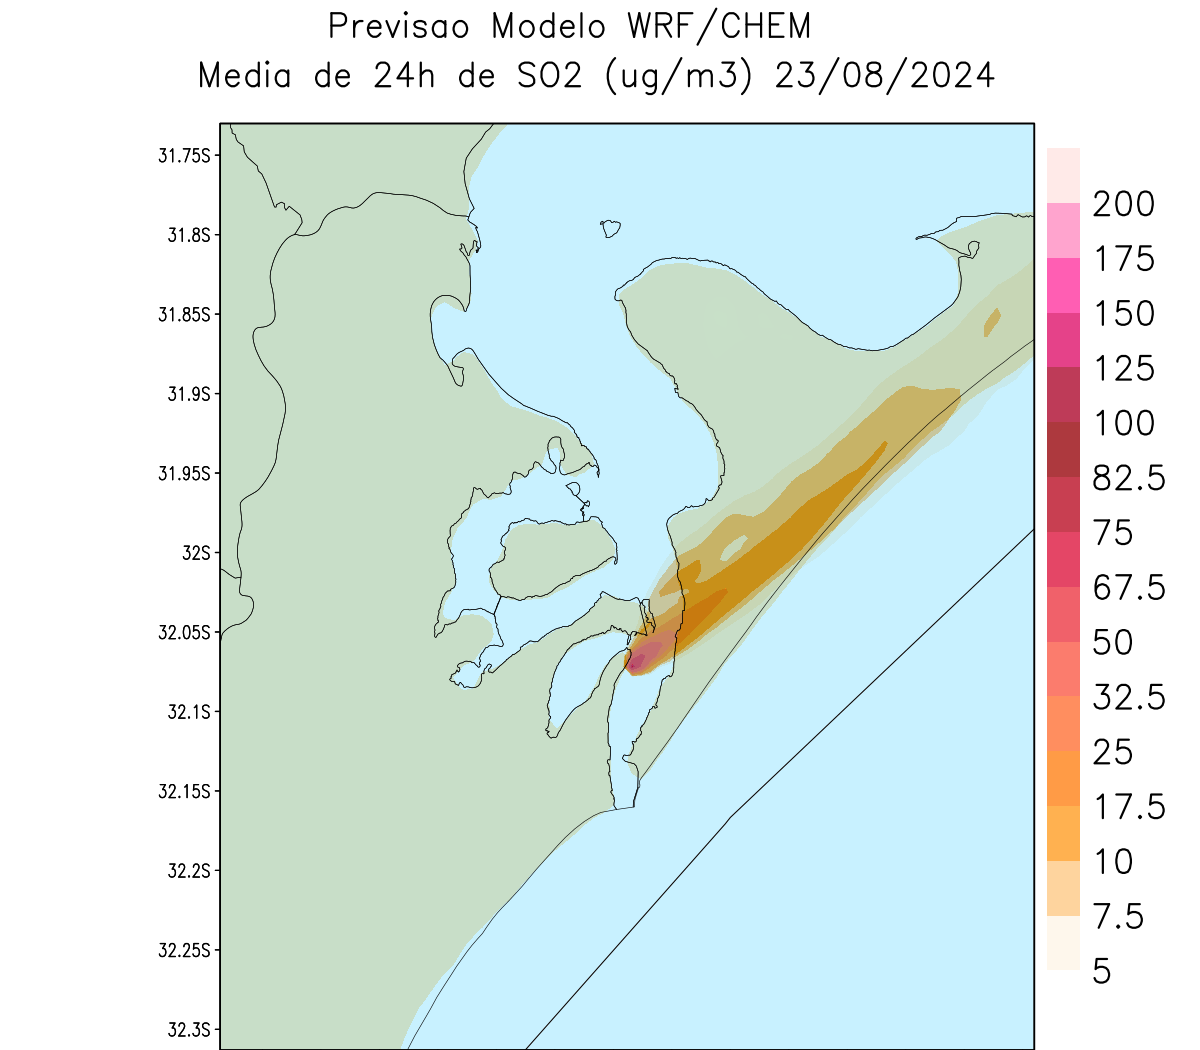 Previsao Modelo WRF/CHEM
Media de 24h de SO2 (ug/m3) 23/08/2024
31.75S
31.8S
31.85S
31.9S
31.95S
32S
32.05S
32.1S
32.15S
32.2S
32.25S
32.3S
200
175
150
125
100
82.5
75
67.5
50
32.5
25
17.5
10
7.5
5